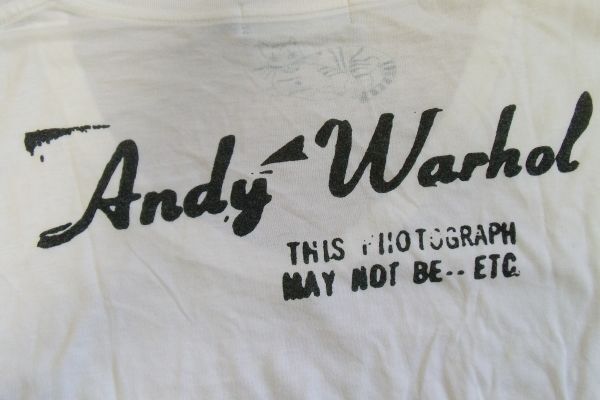 Andy Warhol
THIS PHOTOGRAPH
MAY NOT BE-- ETC.